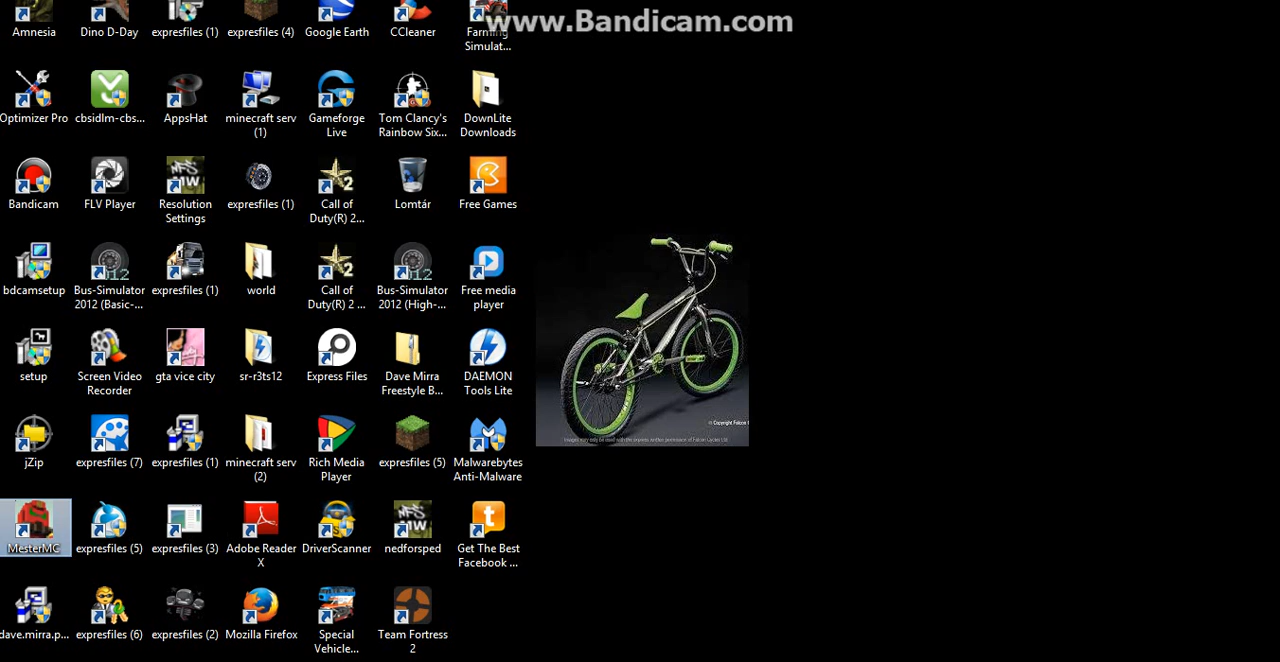 www.Bandicam.com
Amnesia
Dino D-Day
expresfiles (1)
expresfiles (4)
Google Earth
CCleaner
Farming
Simulat...
Optimizer Pro
cbsidlm-cbs...
AppsHat
minecraft serv
(1)
Gameforge
Live
Tom Clancy's
Rainbow Six...
DownLite
Downloads
Bandicam
FLV Player
Resolution
Settings
expresfiles (1)
Call of
Duty(R) 2...
Lomtár
Free Games
bdcamsetup
Bus-Simulator
2012 (Basic-...
expresfiles (1)
world
Call of
Duty(R) 2 ...
Bus-Simulator
2012 (High-...
Free media
player
setup
Screen Video
Recorder
gta vice city
sr-r3ts12
Express Files
Dave Mirra
Freestyle B...
DAEMON
Tools Lite
jZip
expresfiles (7)
expresfiles (1)
minecraft serv
(2)
Rich Media
Player
expresfiles (5)
Malwarebytes
Anti-Malware
MesterMC
expresfiles (5)
expresfiles (3)
Adobe Reader
X
DriverScanner
nedforsped
Get The Best
Facebook ...
dave.mirra.p...
expresfiles (6)
expresfiles (2)
Mozilla Firefox
Special
Vehicle...
Team Fortress
2